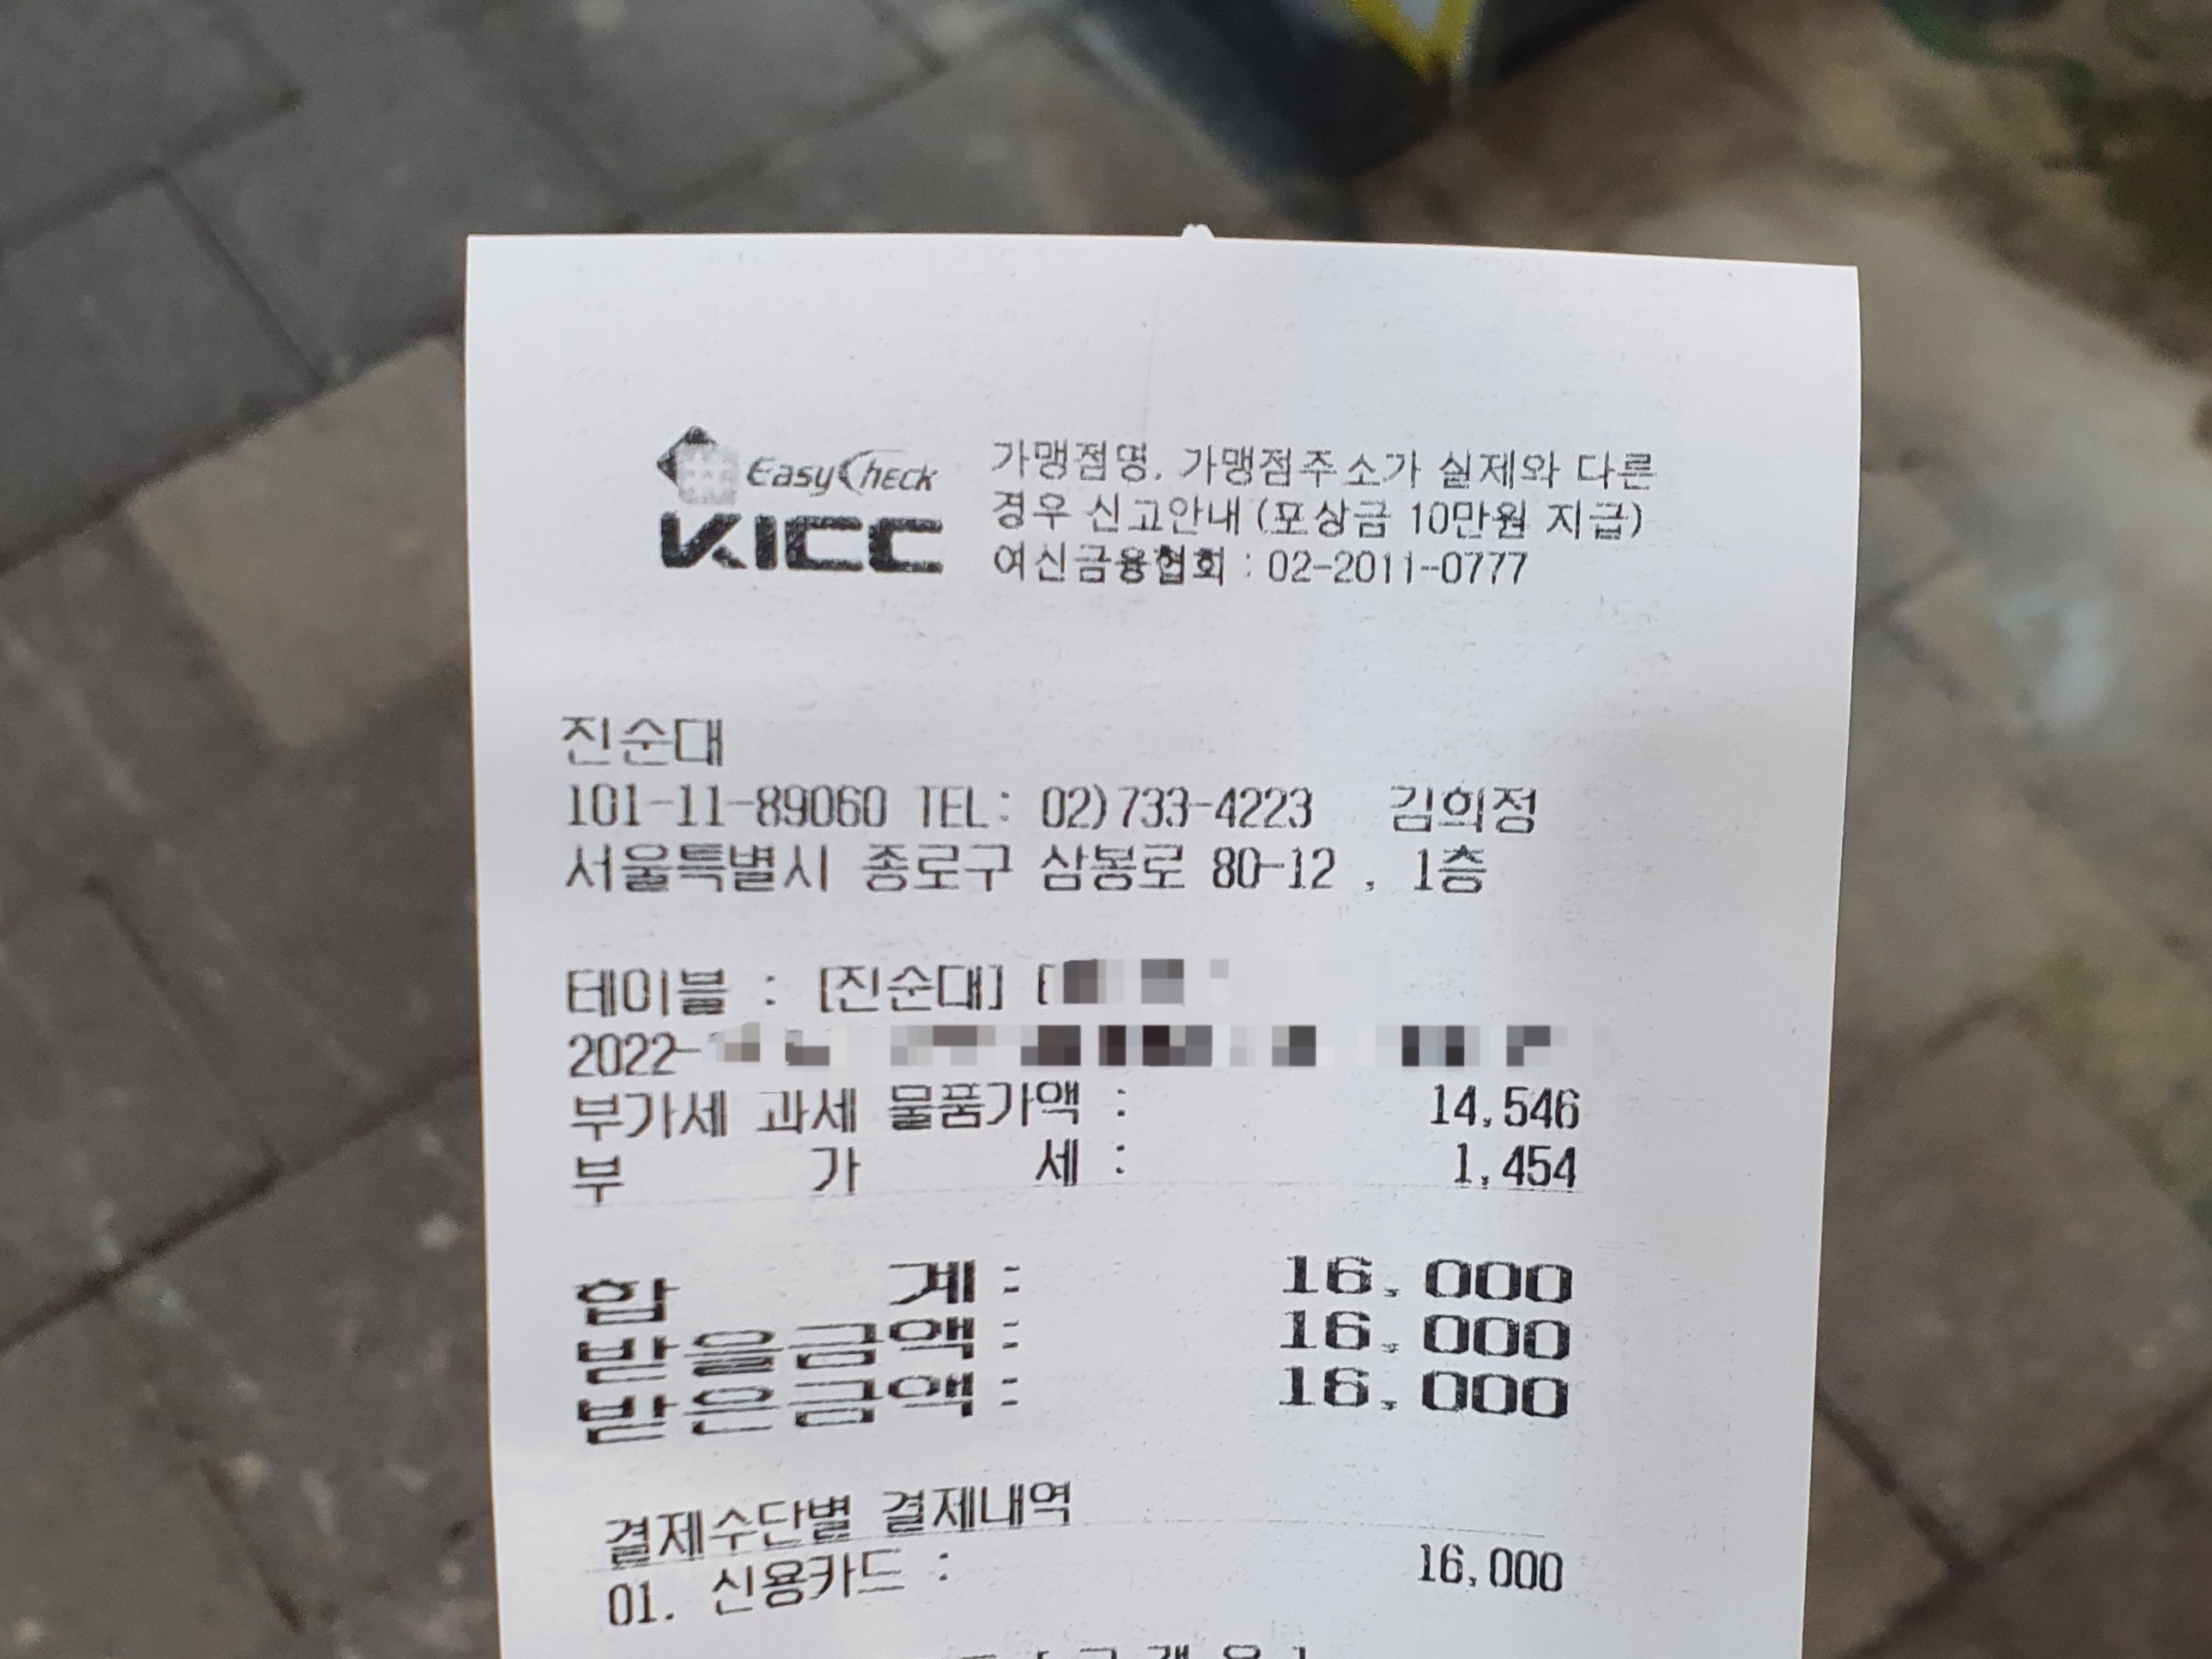 EasyCheck
KICC
가맹점명, 가맹점주소가 실제와 다른
경우 신고안내 (포상금 10만원 지급)
여신금융협회 : 02-2011-0777
진순대
101-11-89060 TEL: 02)733-4223 김희정
서울특별시 종로구 삼봉로 80-12 , 1층
테이블 : [진순대] [
2022-
부가세 과세 물품가액 : 14,546
부 가 세 : 1,454
합 계 : 16,000
받을금액 : 16,000
받은금액 : 16,000
결제수단별 결제내역
01. 신용카드 : 16,000